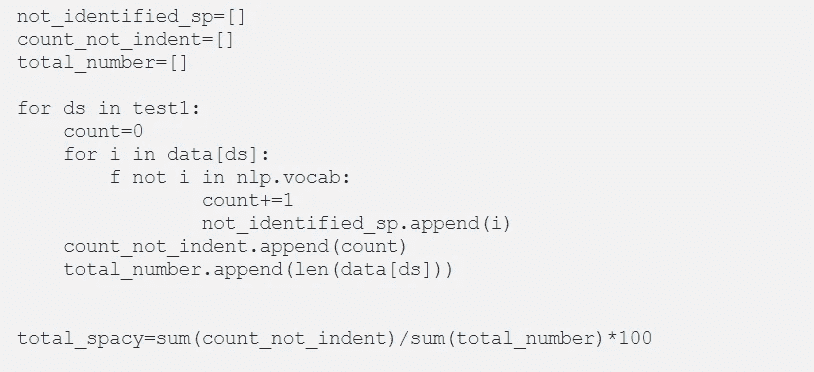 not_identified_sp=[]
count_not_indent=[]
total_number=[]
for ds in test1:
    count=0
    for i in data[ds]:
        f not i in nlp.vocab:
                count+=1
                not_identified_sp.append(i)
    count_not_indent.append(count)
    total_number.append(len(data[ds]))
total_spacy=sum(count_not_indent)/sum(total_number)*100